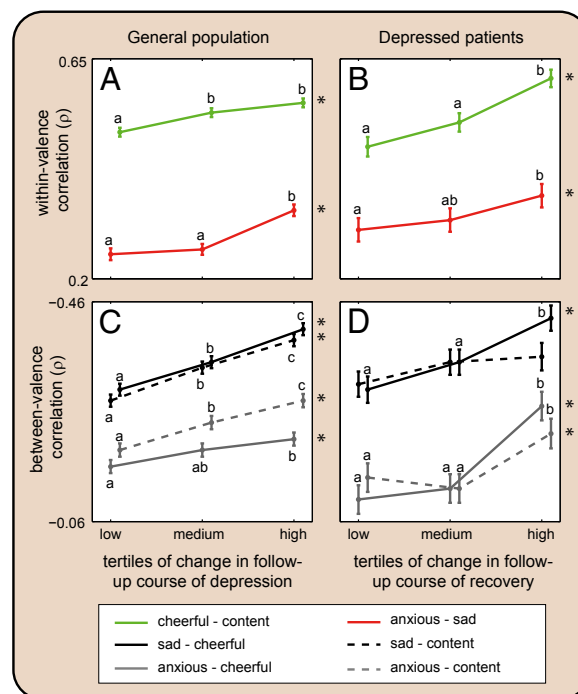 General population
Depressed patients
within-valence
correlation (ρ)
0.65
0.2
A
a
b
b
*
a
a
b
*
B
a
a
b
*
a
ab
b
*
between-valence
correlation (ρ)
−0.46
−0.06
C
a
b
c
*
*
a
b
c
a
b
c
*
a
ab
b
*
D
a
a
b
*
a
a
a
b
*
b
*
a
low
medium
high
low
medium
high
tertiles of change in follow-
up course of depression
tertiles of change in follow-
up course of recovery
cheerful - content
anxious - sad
sad - cheerful
sad - content
anxious - cheerful
anxious - content